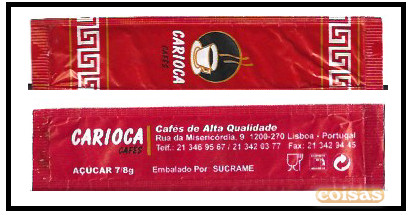 CARIOCA
CAFÉS
CARIOCA
CAFÉS
Cafés de Alta Qualidade
Rua da Misericórdia, 9 1200-270 Lisboa - Portugal
Telf.: 21 346 95 67 / 21 342 03 77 Fax: 21 342 94 45
AÇÚCAR 7/8g
Embalado Por SUCRAME
coisas